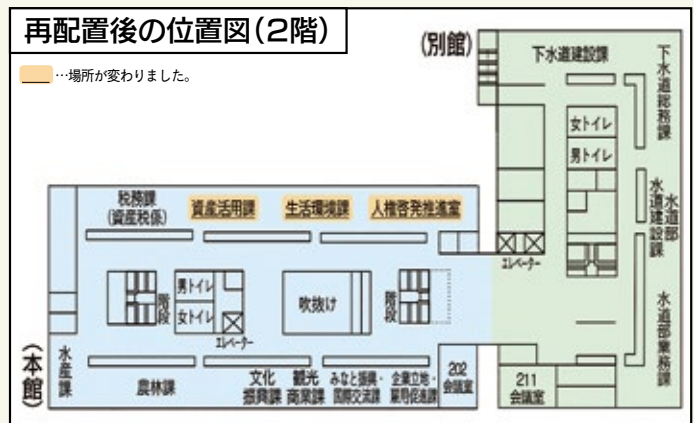 再配置後の位置図(2階)
…場所が変わりました。
(別館)
下水道建設課
下水道総務課
女トイレ
男トイレ
水道部
水道建設課
水道部業務課
エレベーター
211
会議室
税務課
(資産税係)
資産活用課
生活環境課
人権啓発推進室
階段
男トイレ
女トイレ
エレベーター
吹抜け
階段
(本館)
水産課
農林課
文化
振興課
観光
商業課
みなと振興・
国際交流課
企業立地・
雇用促進課
202
会議室